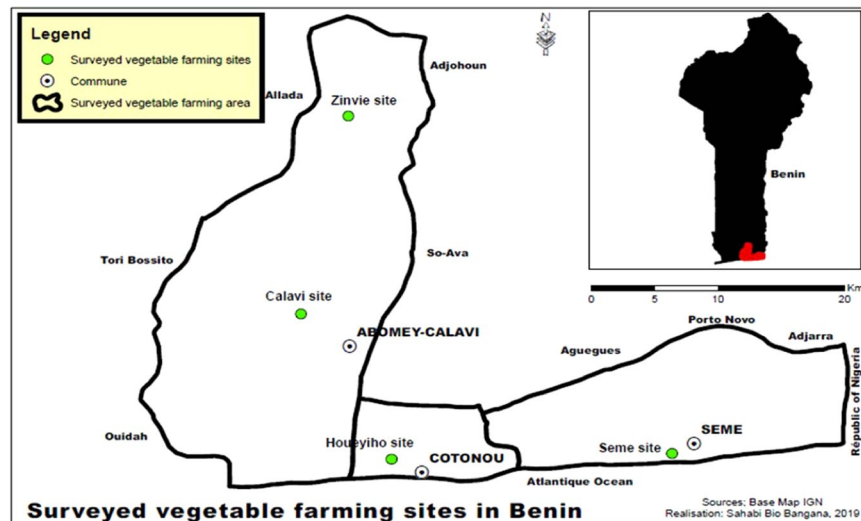 Legend
Surveyed vegetable farming sites
Commune
Surveyed vegetable farming area
N
Adjohoun
Allada
Zinvie site
Benin
Tori Bossito
So-Ava
0 5 10 20 Km
Calavi site
ABOMEY-CALAVI
Porto Novo
Adjarra
Aguegues
Républic of Nigeria
Ouidah
Houeyiho site
COTONOU
SEME
Seme site
Atlantique Ocean
Surveyed vegetable farming sites in Benin
Sources; Base Map IGN
Realisation: Sahabi Bio Bangana, 2019